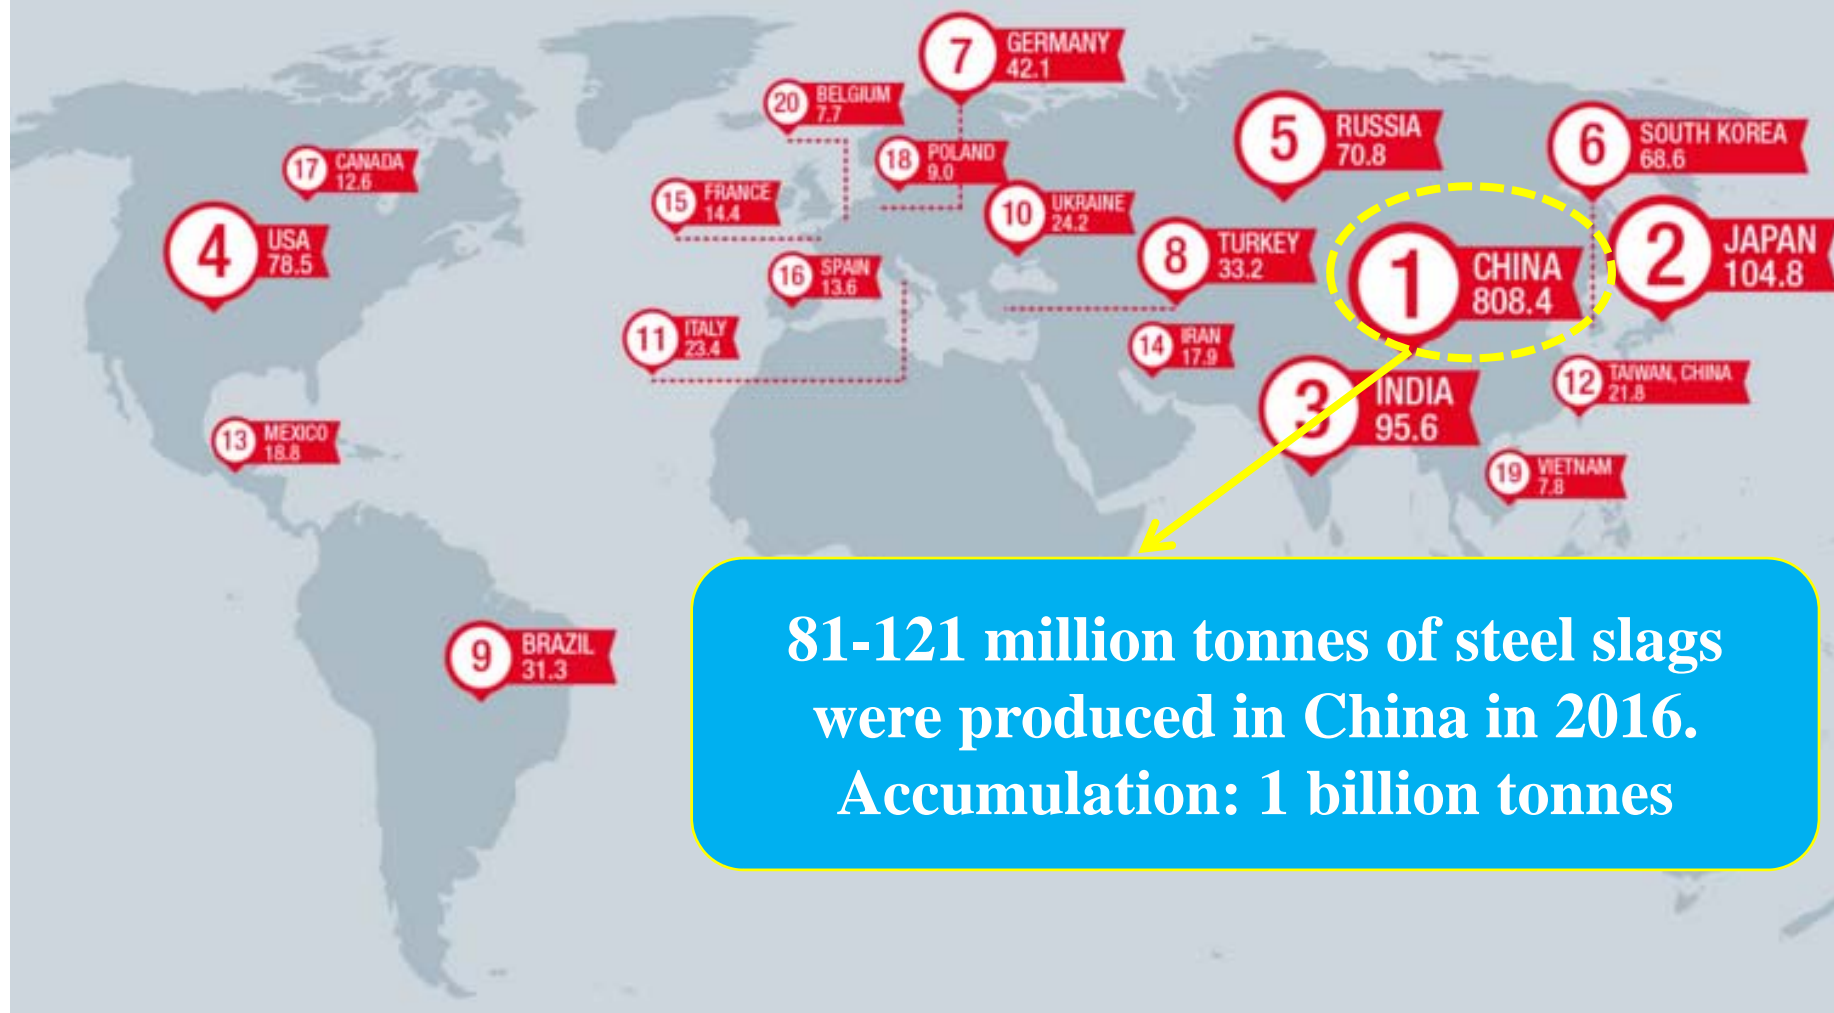 7
GERMANY
42.1
20
BELGIUM
7.7
5
RUSSIA
70.8
6
SOUTH KOREA
68.6
17
CANADA
12.6
18
POLAND
9.0
15
FRANCE
14.4
10
UKRAINE
24.2
4
USA
78.5
8
TURKEY
33.2
1
CHINA
808.4
2
JAPAN
104.8
16
SPAIN
13.6
11
ITALY
23.4
14
IRAN
17.9
3
INDIA
95.6
12
TAIWAN, CHINA
21.8
13
MEXICO
18.8
19
VIETNAM
7.8
9
BRAZIL
31.3
81-121 million tonnes of steel slags
were produced in China in 2016.
Accumulation: 1 billion tonnes